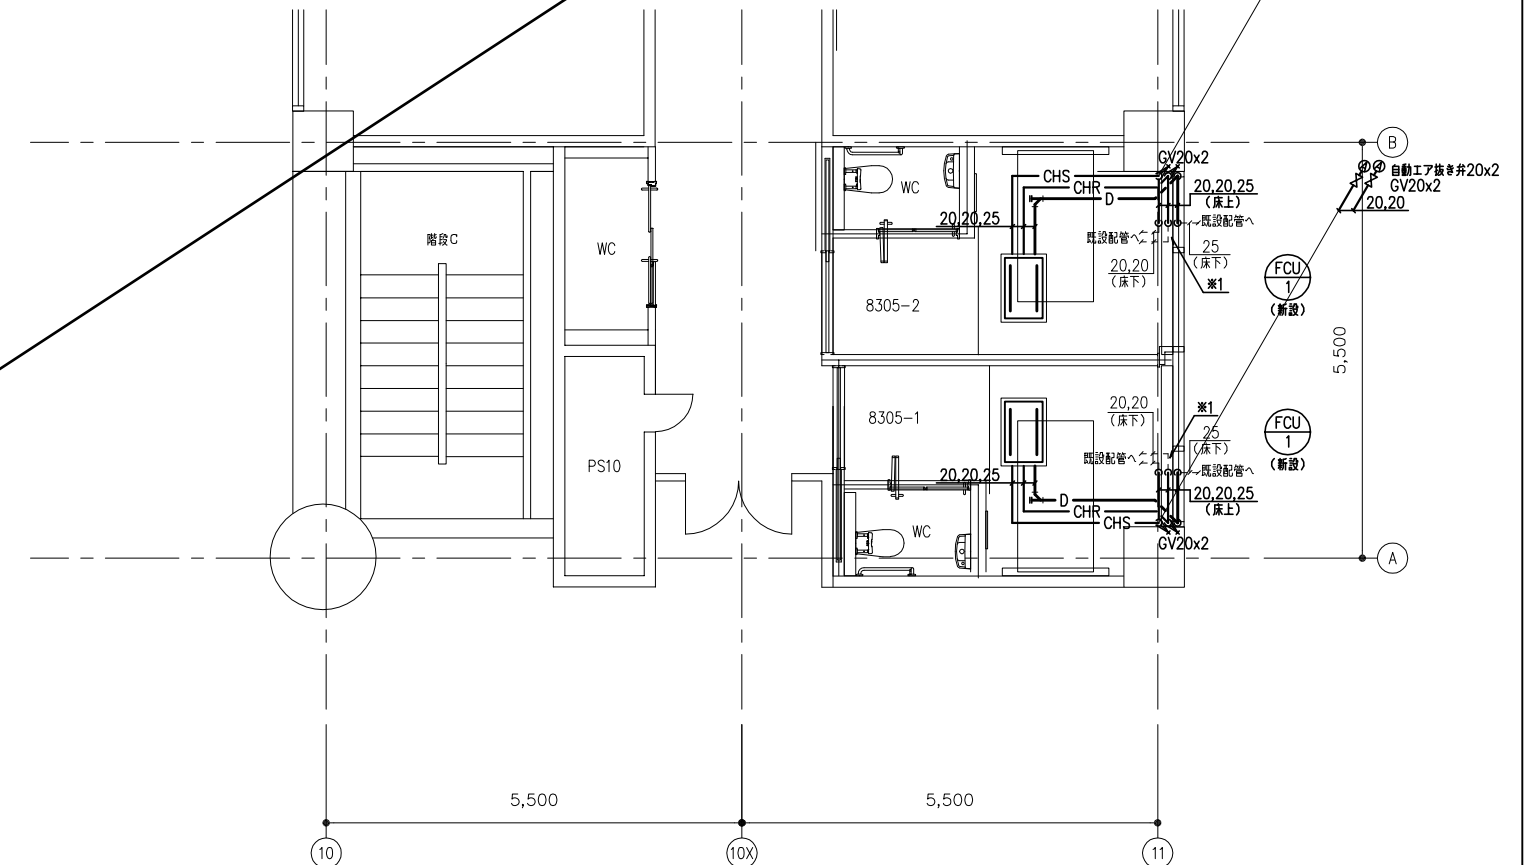 GV20x2
B
CHS
CHR
D
20,20,25
(床上)
自動エア抜き弁20x2
GV20x2
20,20
WC
20,20,25
既設配管へ
既設配管へ
階段C
WC
20,20
(床下)
25
(床下)
※1
FCU
1
(新設)
8305-2
5,500
8305-1
20,20
(床下)
※1
25
(床下)
FCU
1
(新設)
既設配管へ
既設配管へ
PS10
20,20,25
20,20,25
(床上)
D
CHR
CHS
WC
GV20x2
A
5,500
5,500
10
10X
11